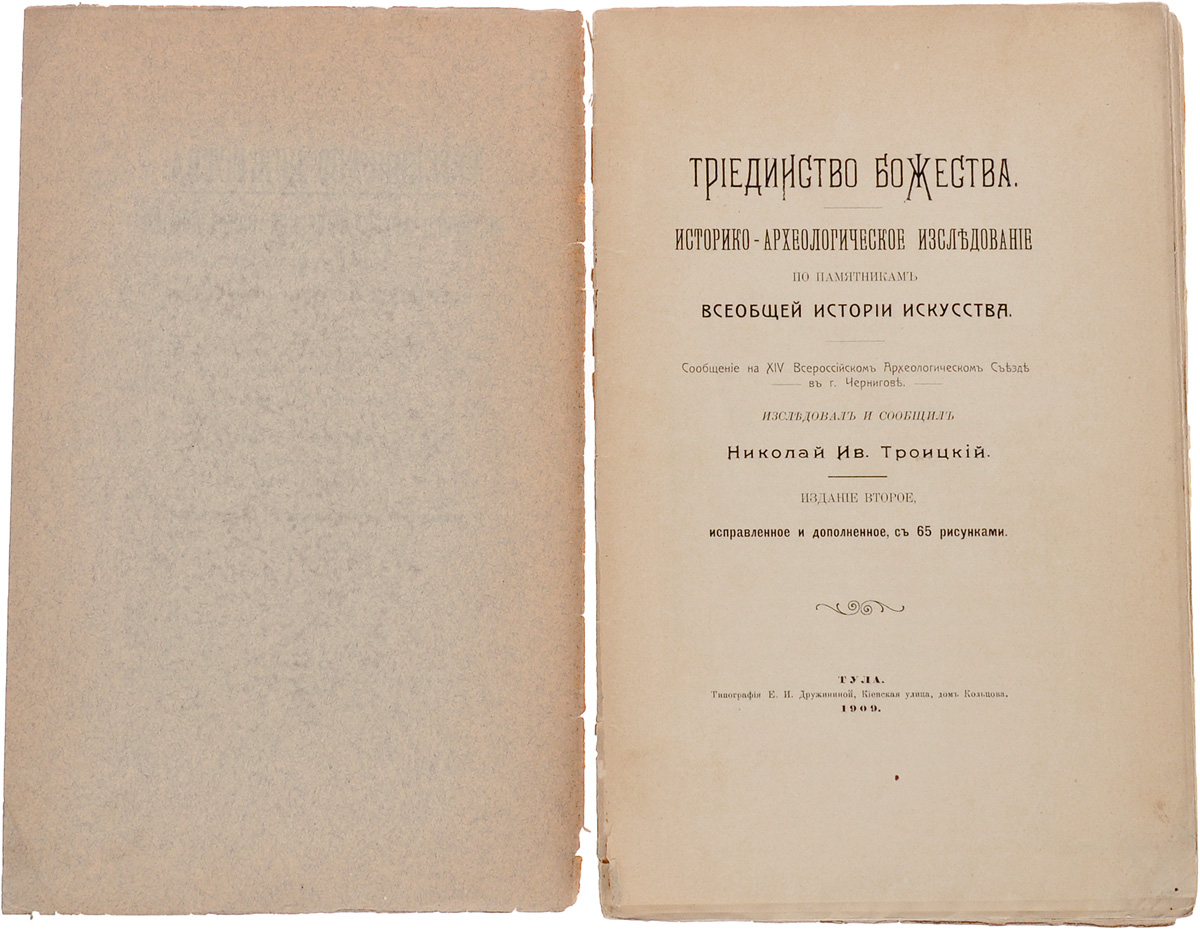 ТРІЕДИНСТВО БОЖЕСТВА.
ИСТОРИКО-АРХЕОЛОГИЧЕСКОЕ ИЗСЛѢДОВАНІЕ
ПО ПАМЯТНИКАМЪ
ВСЕОБЩЕЙ ИСТОРІИ ИСКУССТВА.
Сообщеніе на XIV Всероссійскомъ Археологическомъ Съѣздѣ
въ г. Черниговѣ.
ИЗСЛѢДОВАЛЪ И СООБЩИЛЪ
Николай Ив. Троицкій.
ИЗДАНІЕ ВТОРОЕ,
исправленное и дополненное, съ 65 рисунками.
ТУЛА.
Типографія Е. И. Дружининой, Кіевская улица, домъ Кольцова.
1909.